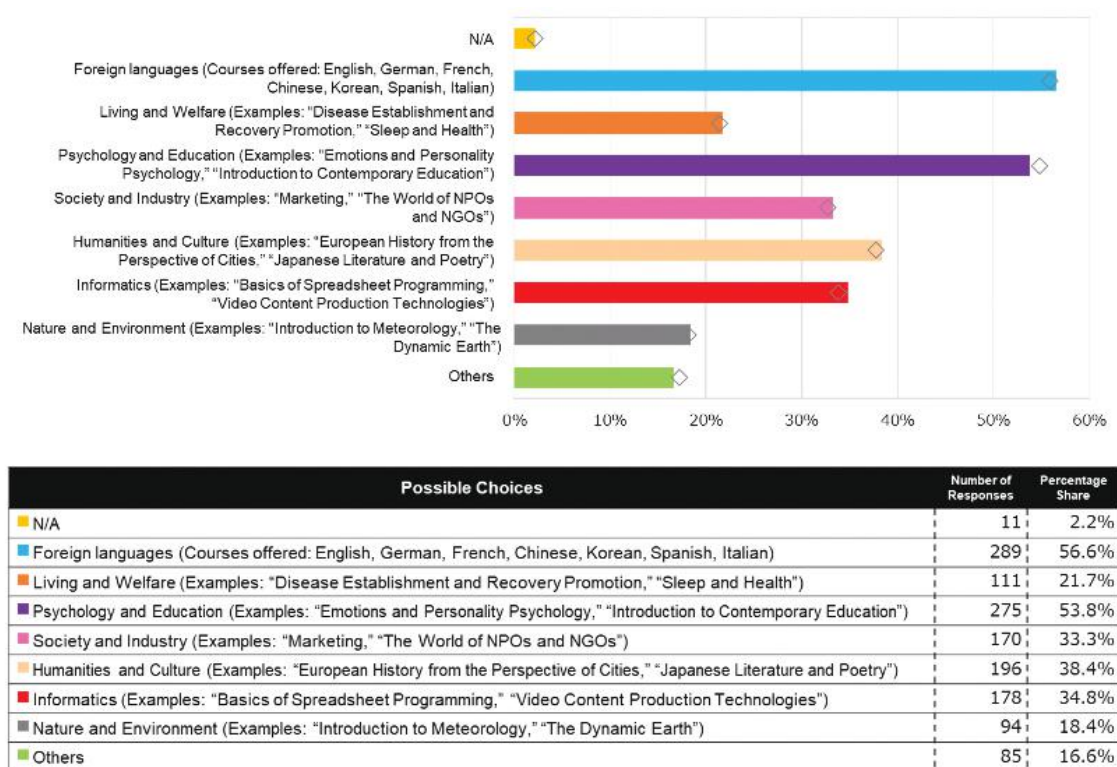 N/A
Foreign languages (Courses offered: English, German, French,
Chinese, Korean, Spanish, Italian)
Living and Welfare (Examples: “Disease Establishment and
Recovery Promotion,” “Sleep and Health”)
Psychology and Education (Examples: “Emotions and Personality
Psychology,” “Introduction to Contemporary Education”)
Society and Industry (Examples: “Marketing,” “The World of NPOs
and NGOs”)
Humanities and Culture (Examples: “European History from the
Perspective of Cities,” “Japanese Literature and Poetry”)
Informatics (Examples: “Basics of Spreadsheet Programming,”
“Video Content Production Technologies”)
Nature and Environment (Examples: “Introduction to Meteorology,” “The
Dynamic Earth”)
Others
0% 10% 20% 30% 40% 50% 60%
Possible Choices Number of Responses Percentage Share
N/A 11 2.2%
Foreign languages (Courses offered: English, German, French, Chinese, Korean, Spanish, Italian) 289 56.6%
Living and Welfare (Examples: “Disease Establishment and Recovery Promotion,” “Sleep and Health”) 111 21.7%
Psychology and Education (Examples: “Emotions and Personality Psychology,” “Introduction to Contemporary Education”) 275 53.8%
Society and Industry (Examples: “Marketing,” “The World of NPOs and NGOs”) 170 33.3%
Humanities and Culture (Examples: “European History from the Perspective of Cities,” “Japanese Literature and Poetry”) 196 38.4%
Informatics (Examples: “Basics of Spreadsheet Programming,” “Video Content Production Technologies”) 178 34.8%
Nature and Environment (Examples: “Introduction to Meteorology,” “The Dynamic Earth”) 94 18.4%
Others 85 16.6%